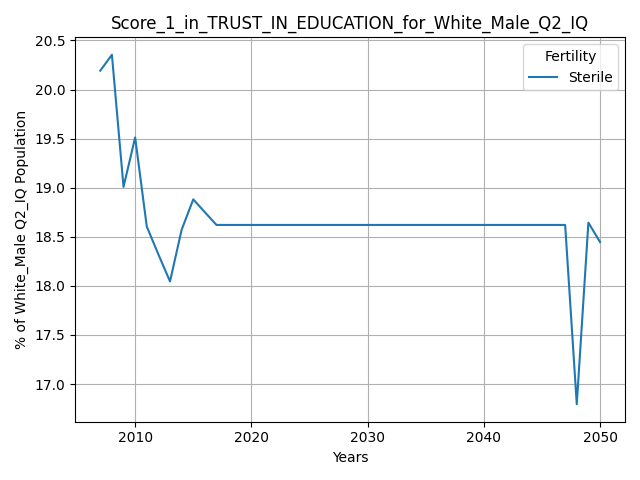 Score_1_in_TRUST_IN_EDUCATION_for_White_Male_Q2_IQ
Fertility
Sterile
% of White_Male Q2_IQ Population
20.5
20.0
19.5
19.0
18.5
18.0
17.5
17.0
2010 2020 2030 2040 2050
Years